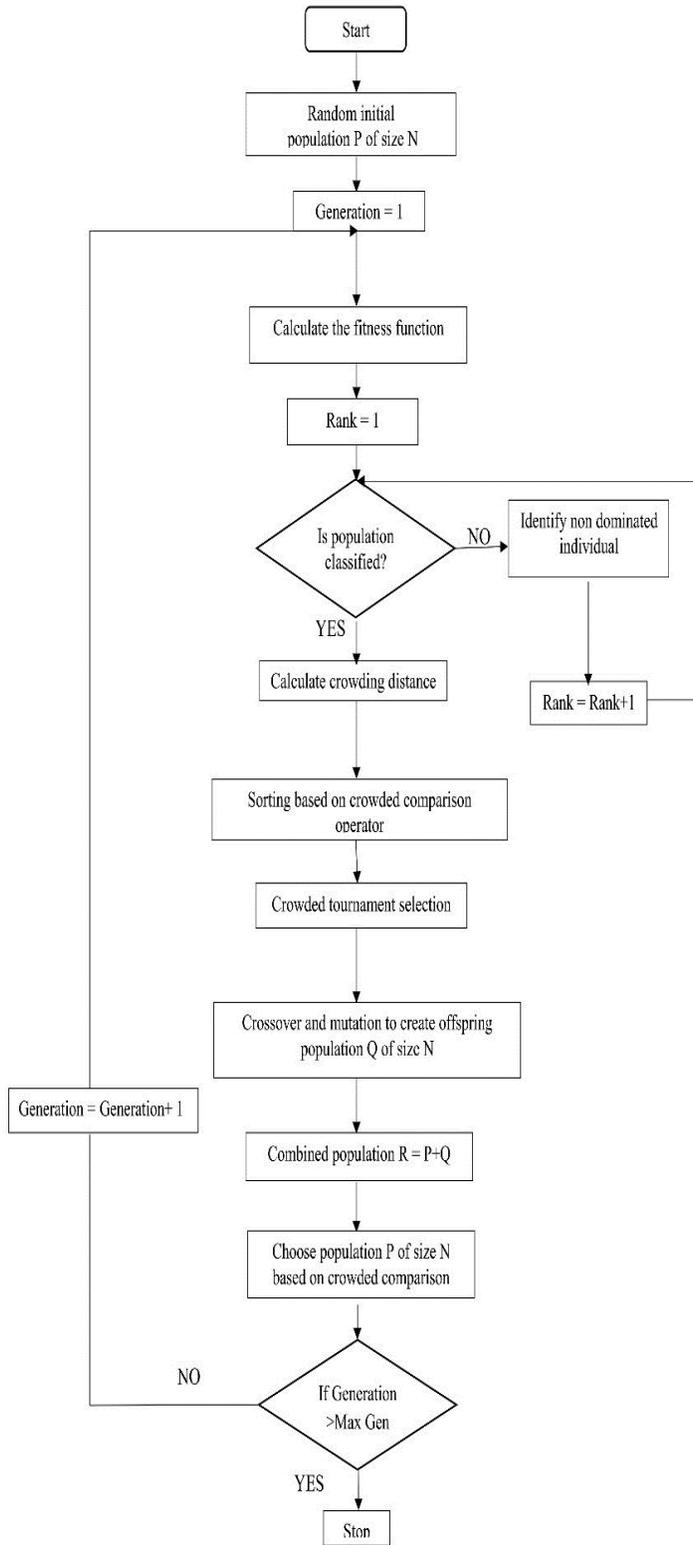 Start
Random initial
population P of size N
Generation = 1
Calculate the fitness function
Rank = 1
Is population
classified?
NO
Identify non dominated
individual
YES
Calculate crowding distance
Rank = Rank+1
Sorting based on crowded comparison
operator
Crowded tournament selection
Crossover and mutation to create offspring
population Q of size N
Generation = Generation+ 1
Combined population R = P+Q
Choose population P of size N
based on crowded comparison
NO
If Generation
>Max Gen
YES
Stop